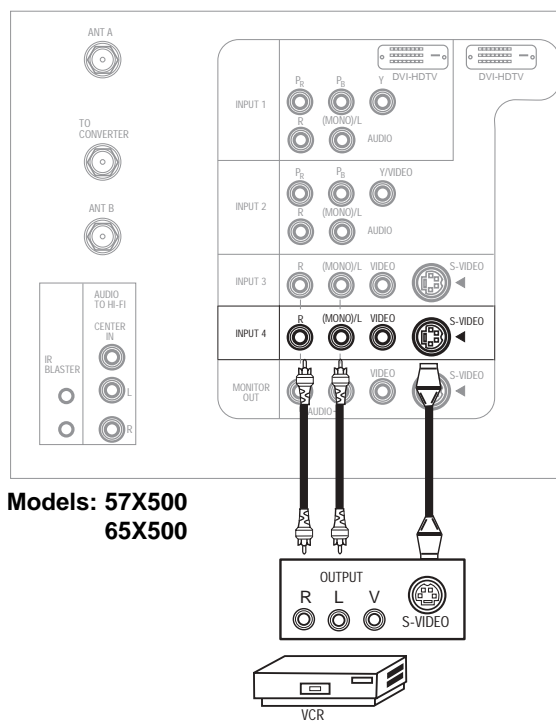 ANT A
TO
CONVERTER
ANT B
AUDIO
TO HI-FI
CENTER
IN
IR
BLASTER
L
R
DVI-HDTV
DVI-HDTV
INPUT 1
PR PB Y
R (MONO)/L AUDIO
INPUT 2
PR PB Y/VIDEO
R (MONO)/L AUDIO
INPUT 3
R (MONO)/L VIDEO S-VIDEO
INPUT 4
R (MONO)/L VIDEO S-VIDEO
MONITOR
OUT
VIDEO S-VIDEO
AUDIO
Models: 57X500
65X500
OUTPUT
R L V
S-VIDEO
VCR